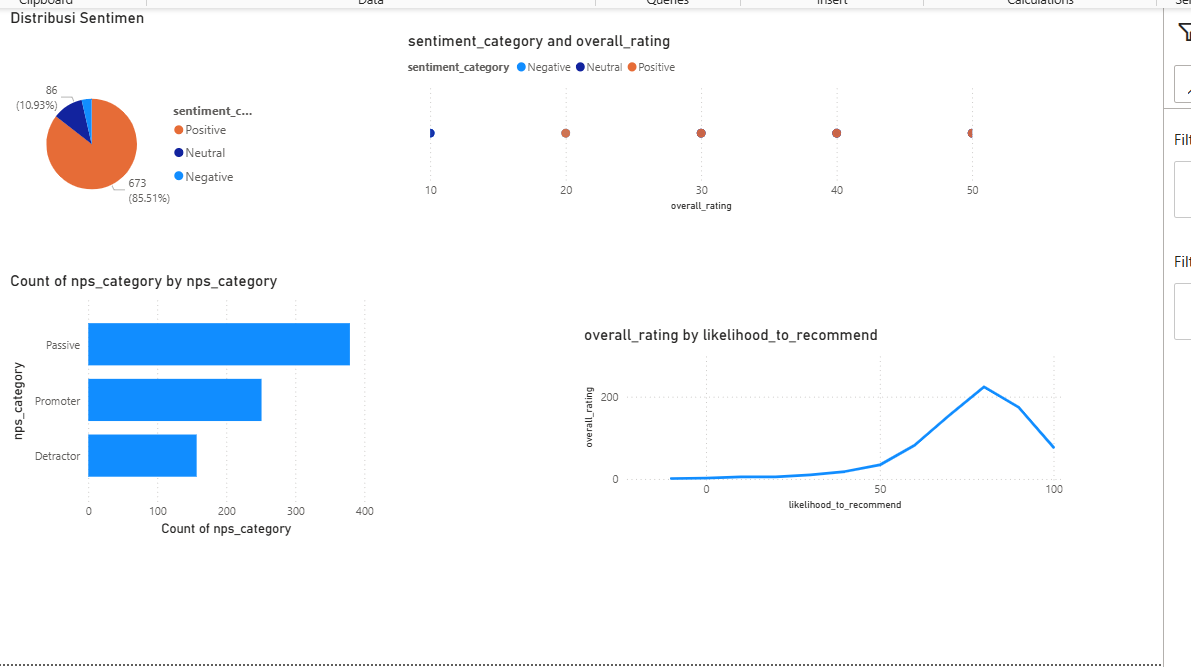 Clipboard
Data
Queries
Insert
Calculations
Distribusi Sentimen
86
(10.93%)
673
(85.51%)
sentiment_c...
Positive
Neutral
Negative
sentiment_category and overall_rating
sentiment_category Negative Neutral Positive
10 20 30 40 50
overall_rating
Count of nps_category by nps_category
nps_category
Passive
Promoter
Detractor
0 100 200 300 400
Count of nps_category
overall_rating by likelihood_to_recommend
overall_rating
200
0
0 50 100
likelihood_to_recommend
Filt
Filt